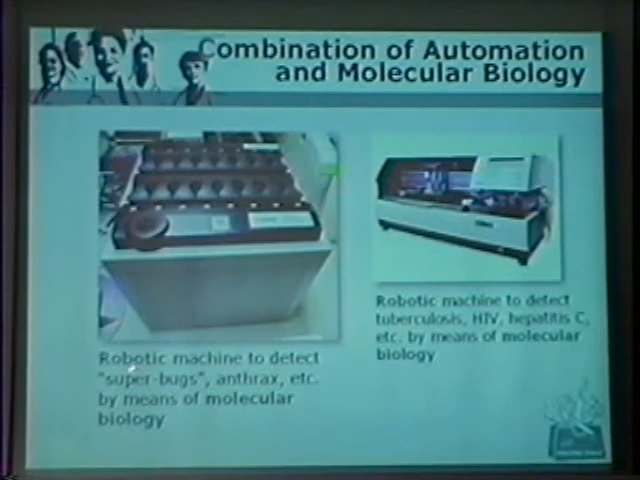 Combination of Automation
and Molecular Biology
Robotic machine to detect
"super-bugs", anthrax, etc.
by means of molecular
biology
Robotic machine to detect
tuberculosis, HIV, hepatitis C,
etc. by means of molecular
biology